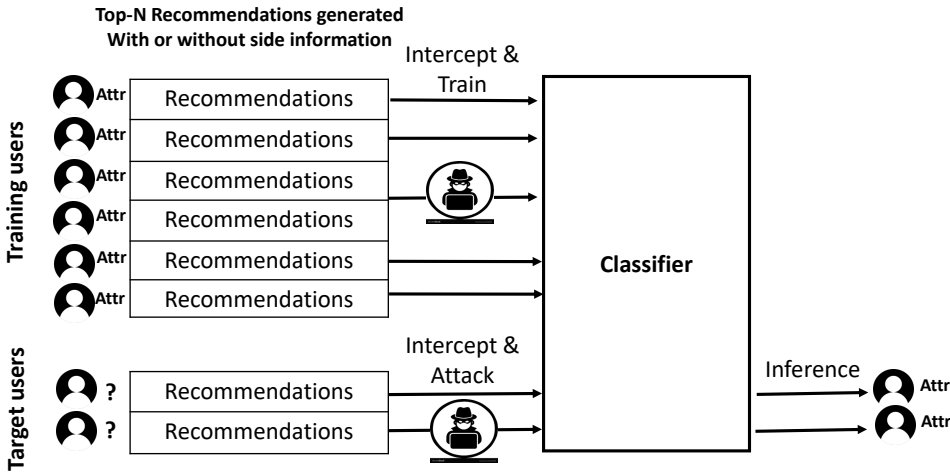 Top-N Recommendations generated
With or without side information
Intercept &
Train
Training users
Attr Recommendations
Attr Recommendations
Attr Recommendations
Attr Recommendations
Attr Recommendations
Attr Recommendations
Classifier
Intercept &
Attack
Target users
? Recommendations
? Recommendations
Inference
Attr
Attr